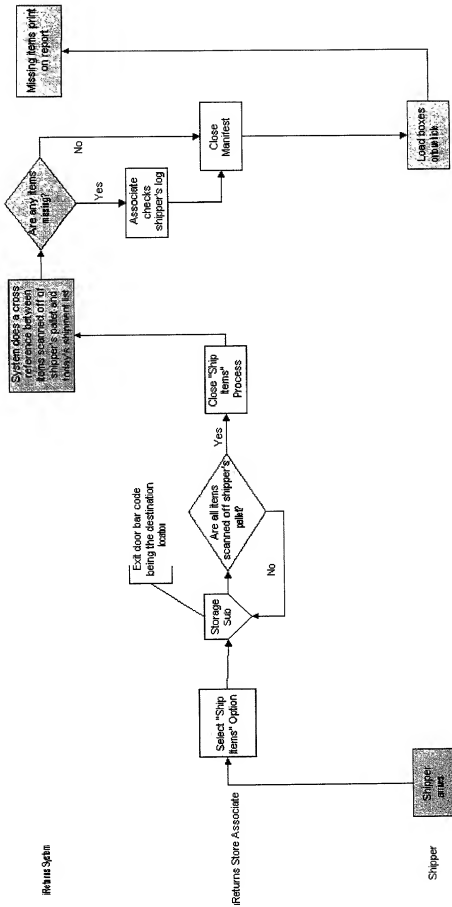 iReturns System
System does a cross
reference between
items scanned off of
shipper's pallet and
today's shipment list
Are any items
missing?
Yes
No
Missing items print
on report
Associate
checks
shipper's log
Close
Manifest
iReturns Store Associate
Select "Ship
Items" Option
Storage
Sub
Exit door bar code
being the destination
location
Are all items
scanned off shipper's
pallet?
Yes
No
Close "Ship
Items"
Process
Shipper
Shipper
arrives
Load boxes
on